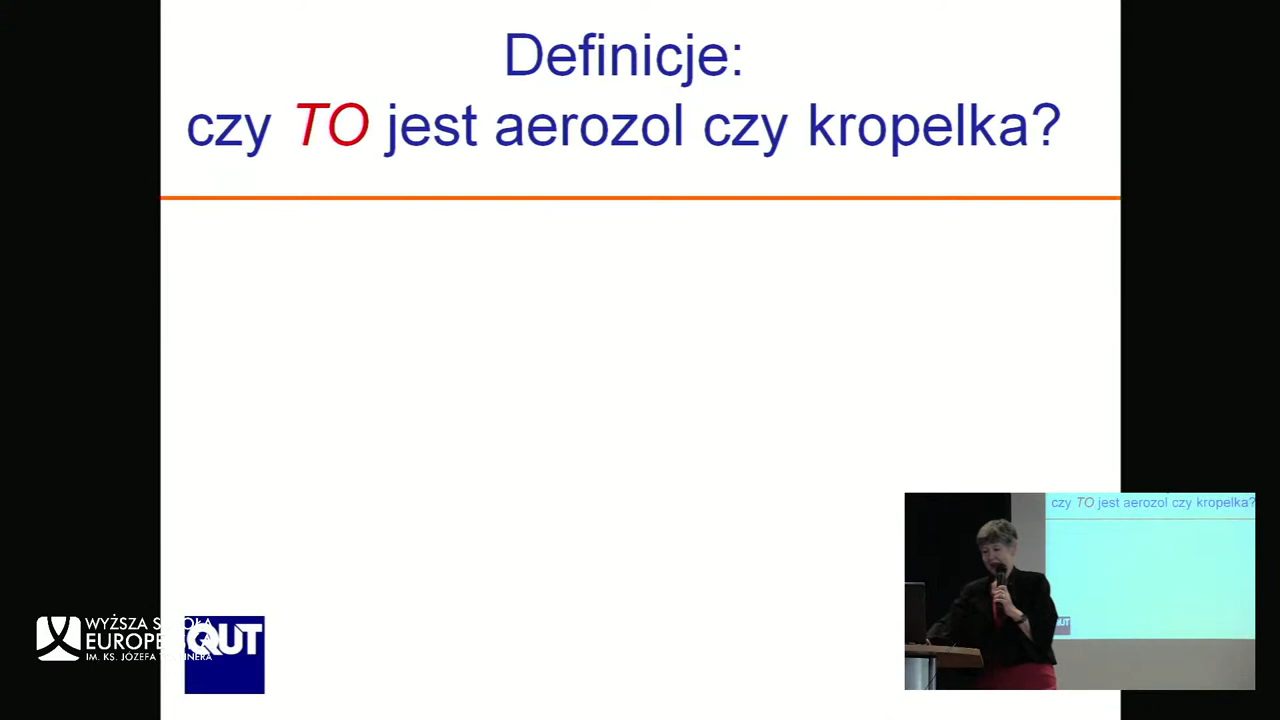 Definicje:
czy TO jest aerozol czy kropelka?
czy TO jest aerozol czy kropelka?
WYŻSZA SZKOŁA
EUROPEJSKA
IM. KS. JÓZEFA TISCHNERA
QUT
QUT